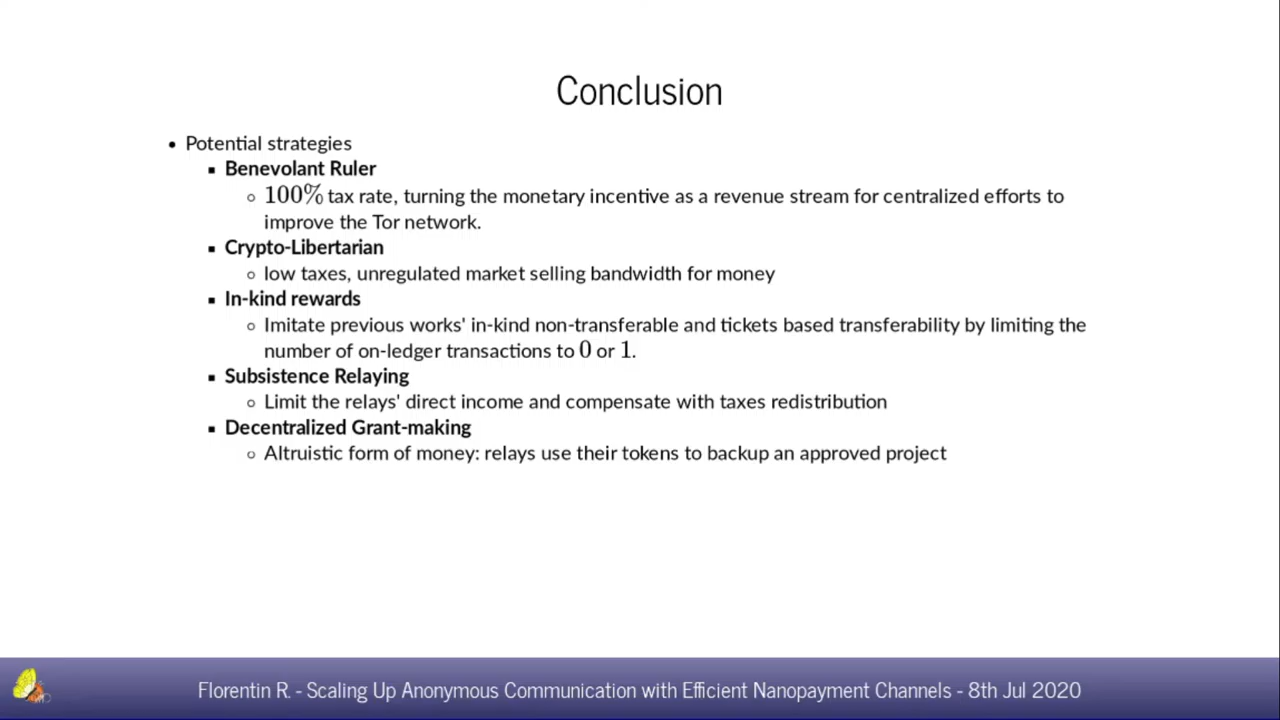 Conclusion
• Potential strategies
▪ Benevolant Ruler
◦ 100% tax rate, turning the monetary incentive as a revenue stream for centralized efforts to
improve the Tor network.
▪ Crypto-Libertarian
◦ low taxes, unregulated market selling bandwidth for money
▪ In-kind rewards
◦ Imitate previous works' in-kind non-transferable and tickets based transferability by limiting the
number of on-ledger transactions to 0 or 1.
▪ Subsistence Relaying
◦ Limit the relays' direct income and compensate with taxes redistribution
▪ Decentralized Grant-making
◦ Altruistic form of money: relays use their tokens to backup an approved project
Florentin R. - Scaling Up Anonymous Communication with Efficient Nanopayment Channels - 8th Jul 2020